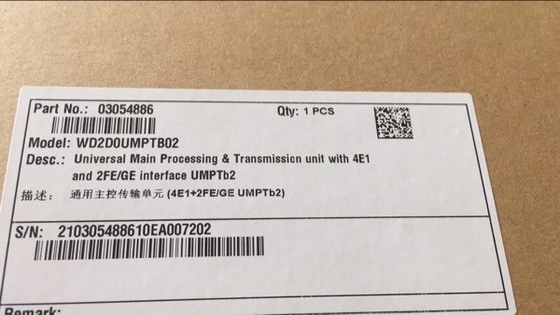 Part No.: 03054886 Qty: 1 PCS
Model: WD2D0UMPTB02
Desc.: Universal Main Processing & Transmission unit with 4E1
and 2FE/GE interface UMPTb2
描述： 通用主控传输单元 (4E1+2FE/GE UMPTb2)
S/N: 210305488610EA007202
Remark: